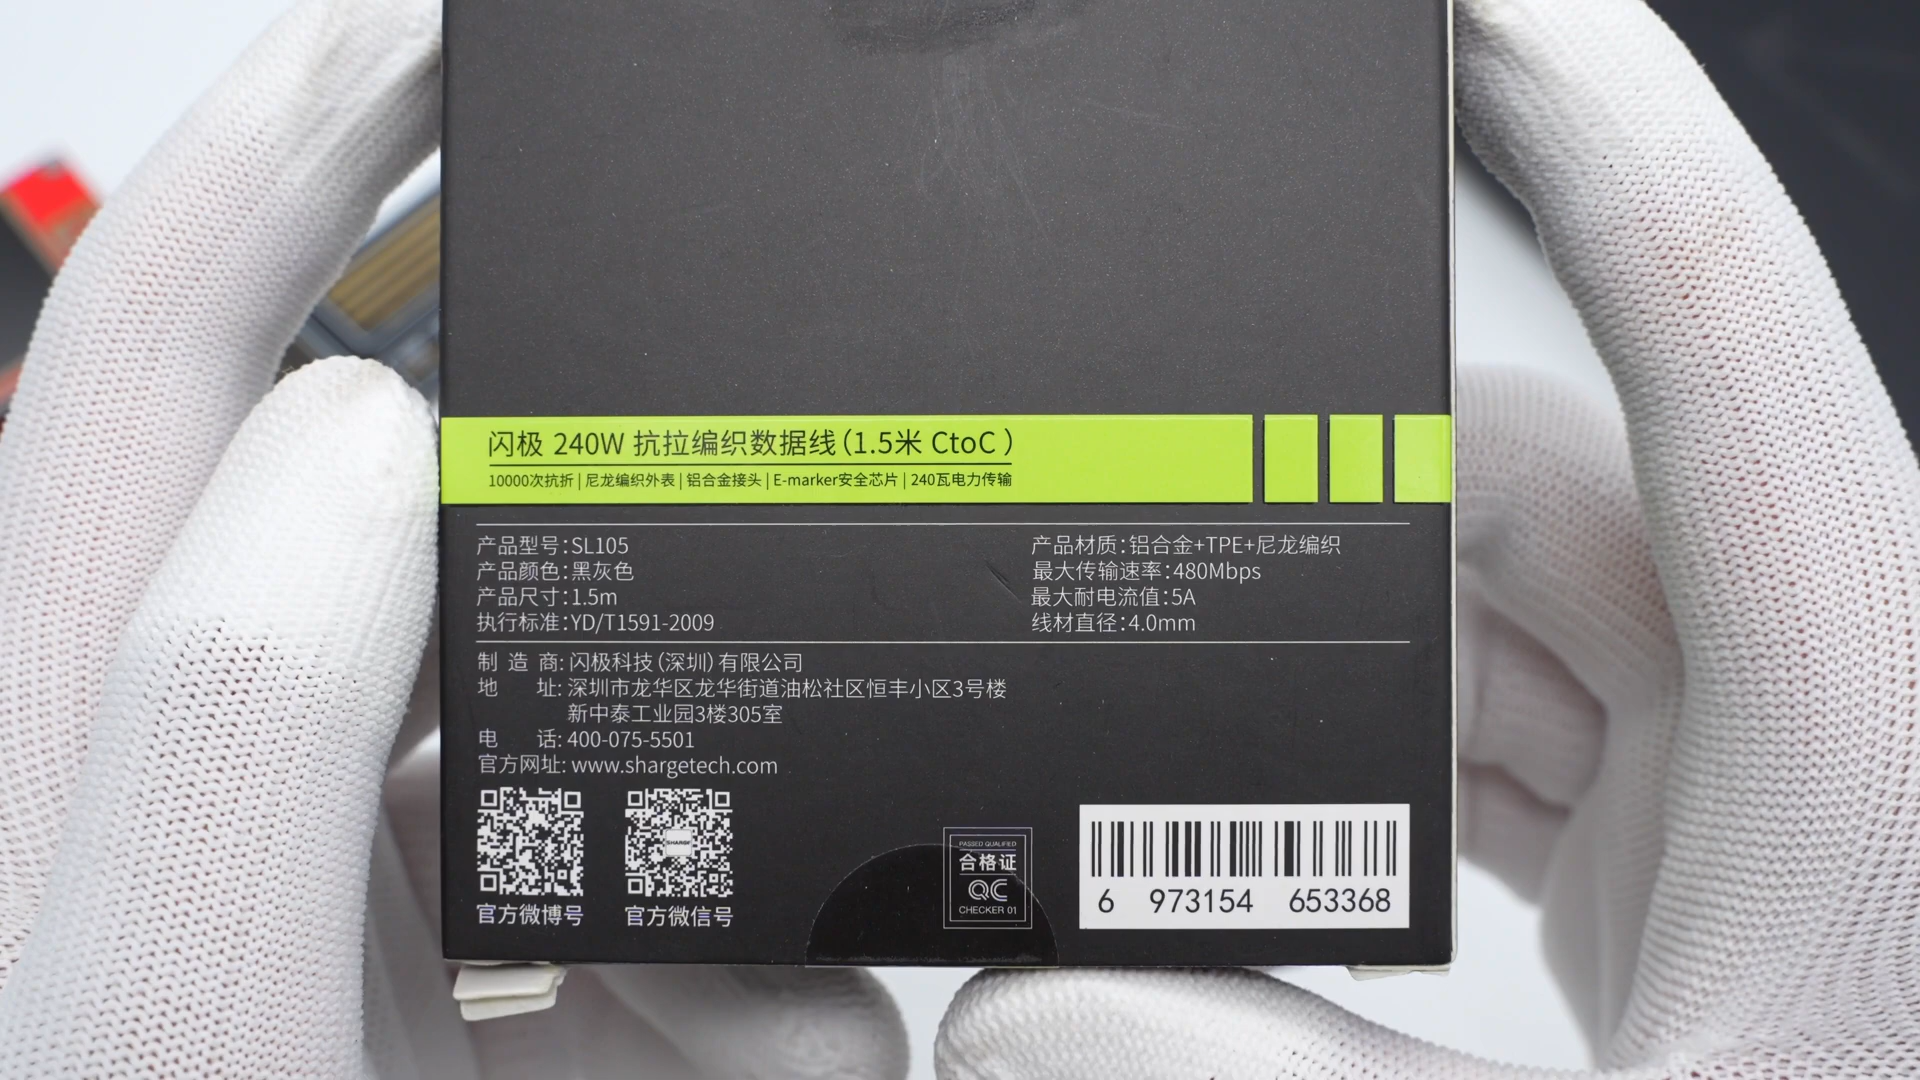 闪极 240W 抗拉编织数据线（1.5米 CtoC ）
10000次抗折 | 尼龙编织外表 | 铝合金接头 | E-marker安全芯片 | 240瓦电力传输
产品型号：SL105
产品颜色：黑灰色
产品尺寸：1.5m
执行标准：YD/T1591-2009
产品材质：铝合金+TPE+尼龙编织
最大传输速率：480Mbps
最大耐电流值：5A
线材直径：4.0mm
制 造 商: 闪极科技（深圳）有限公司
地 址: 深圳市龙华区龙华街道油松社区恒丰小区3号楼
新中泰工业园3楼305室
电 话: 400-075-5501
官方网址: www.shargetech.com
SHARGE
官方微博号
官方微信号
PASSED QUALIFIED
合格证
QC
CHECKER 01
6 973154 653368